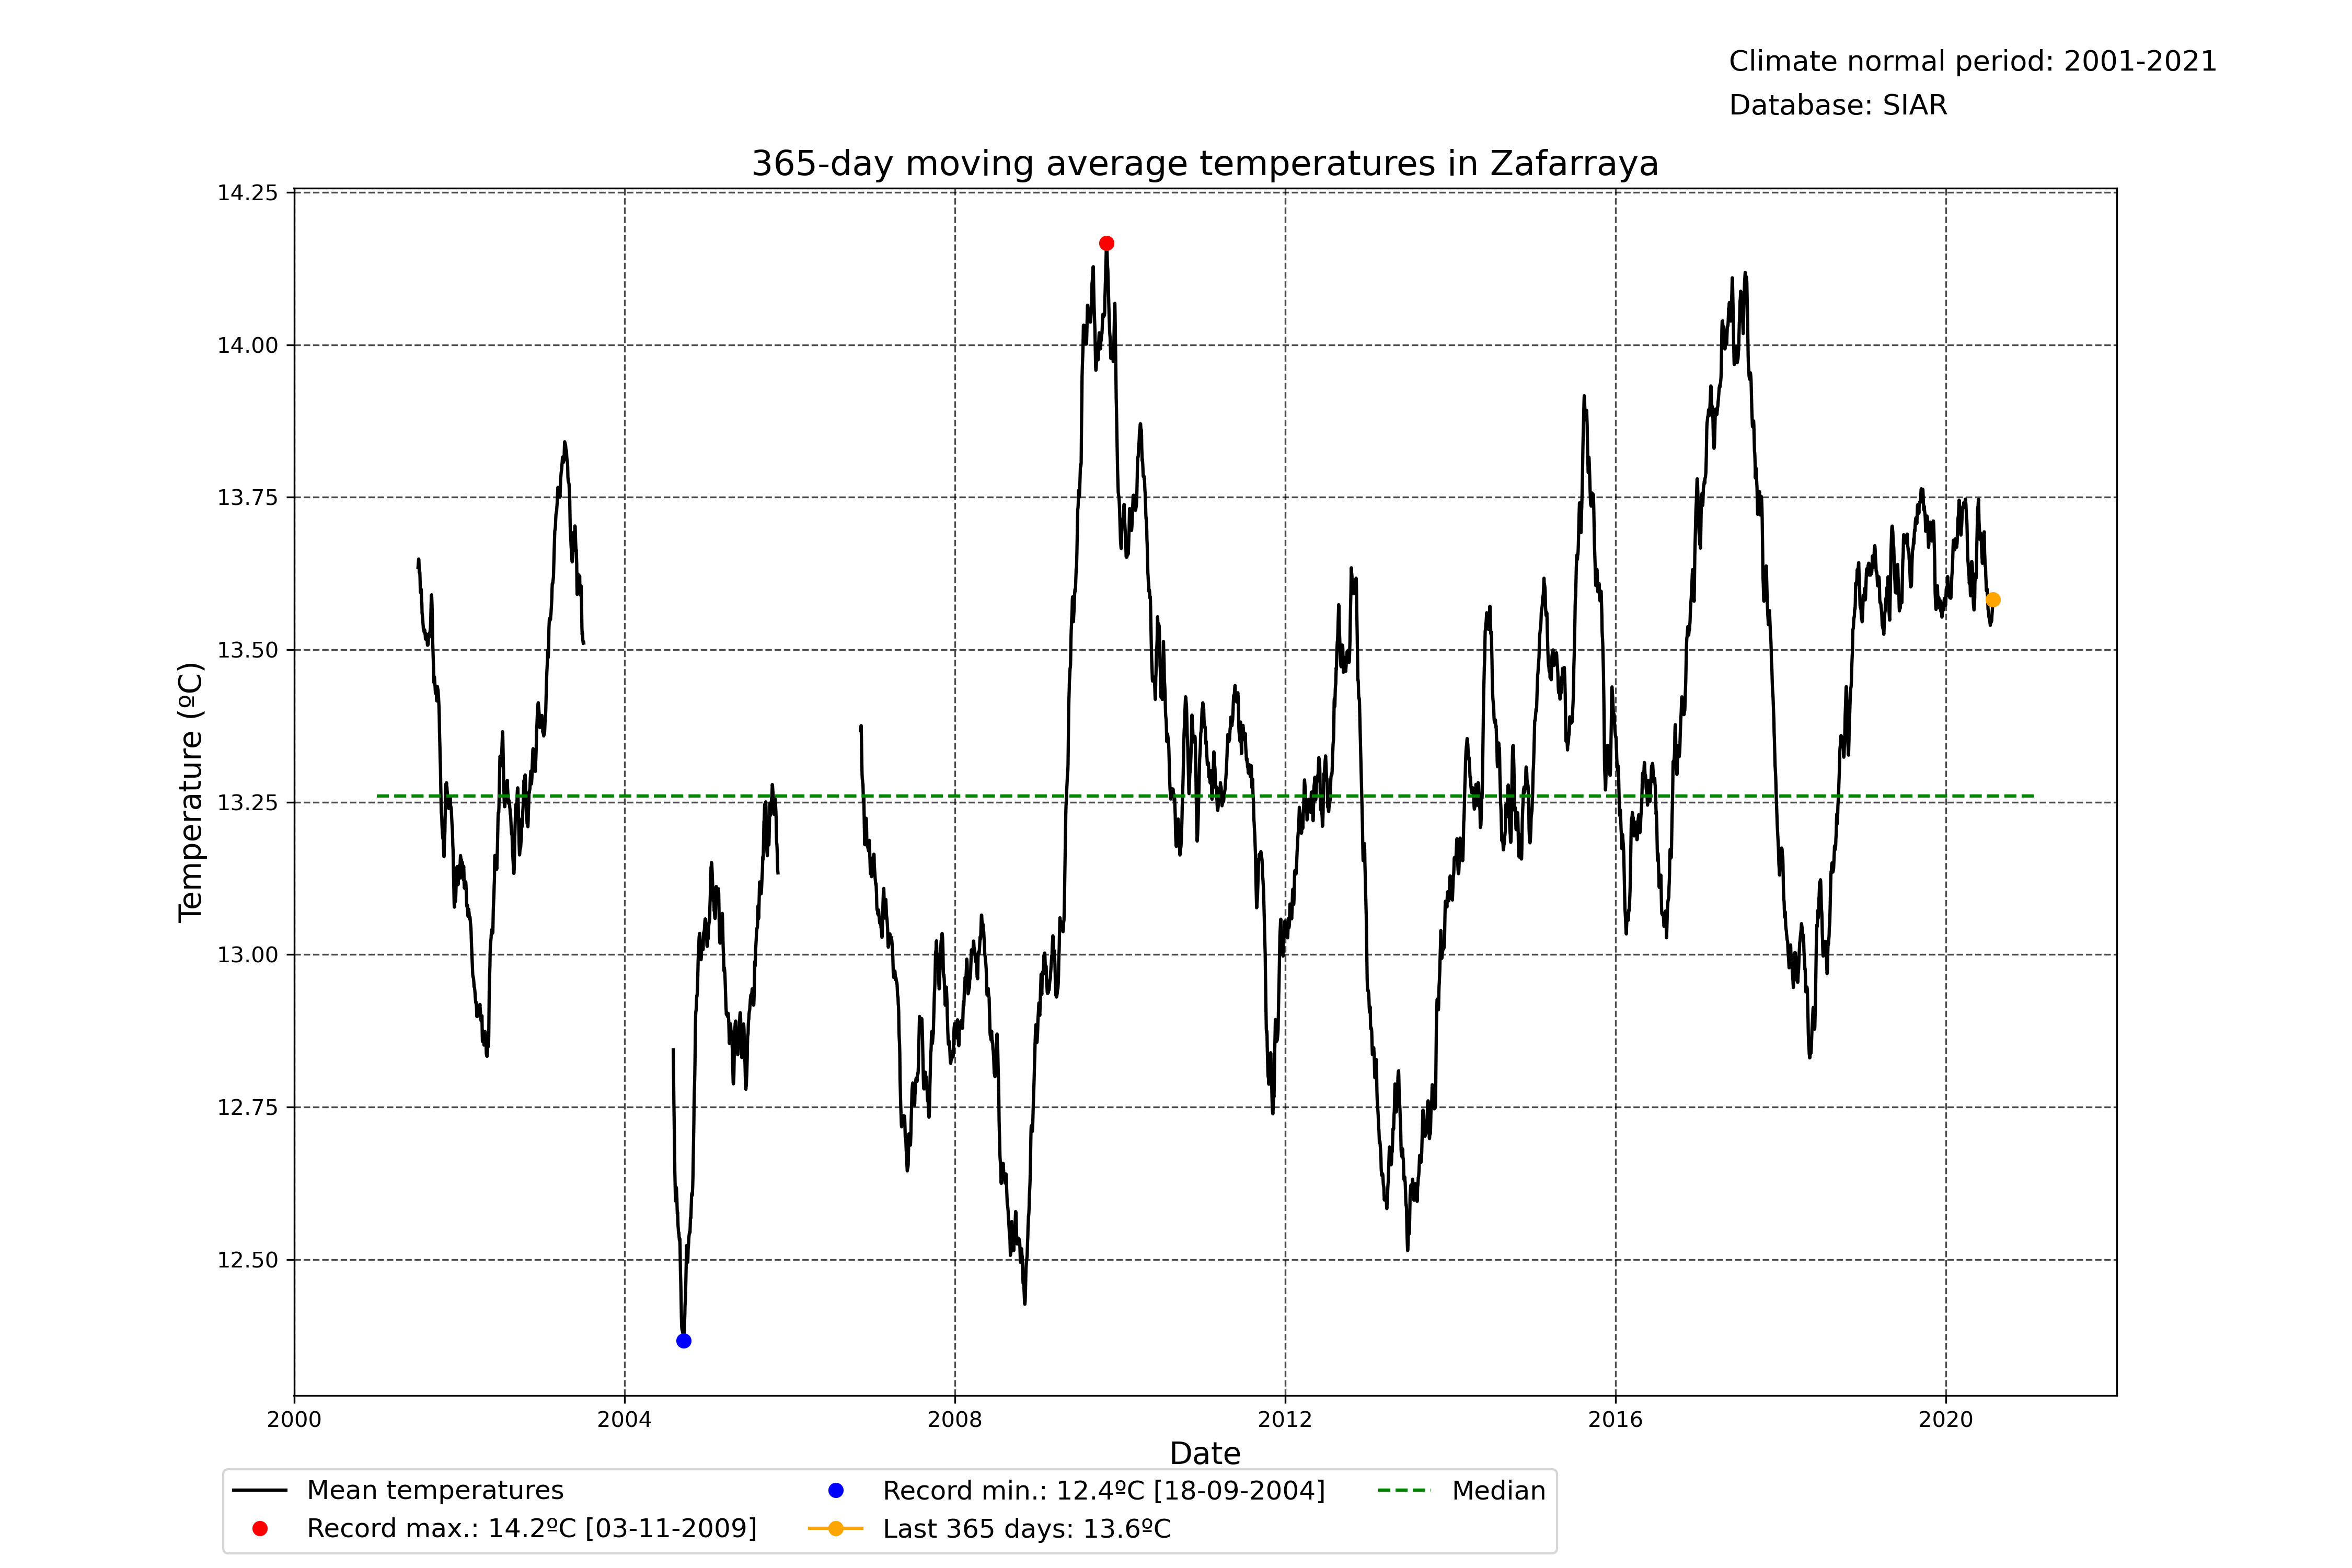 Climate normal period: 2001-2021
Database: SIAR
365-day moving average temperatures in Zafarraya
14.25
14.00
13.75
13.50
13.25
13.00
12.75
12.50
Temperature (ºC)
2000 2004 2008 2012 2016 2020
Date
Mean temperatures
Record max.: 14.2ºC [03-11-2009]
Record min.: 12.4ºC [18-09-2004]
Last 365 days: 13.6ºC
Median